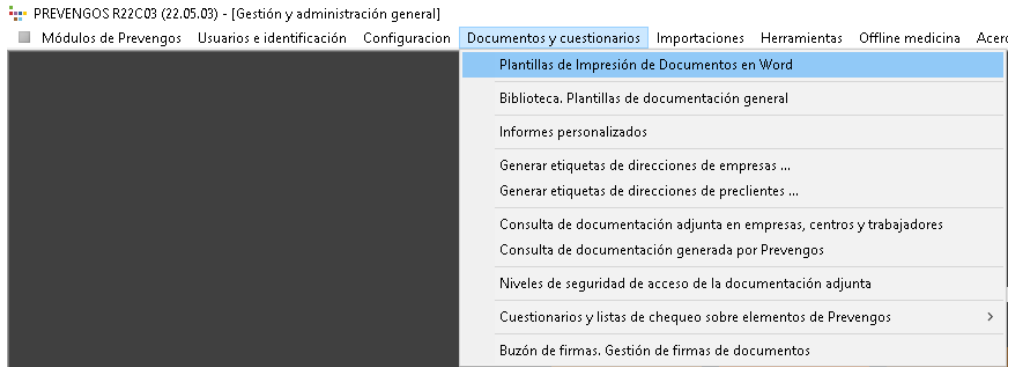 PREVENGOS R22C03 (22.05.03) - [Gestión y administración general]
Módulos de Prevengos Usuarios e identificación Configuracion Documentos y cuestionarios Importaciones Herramientas Offline medicina Acer
Plantillas de Impresión de Documentos en Word
Biblioteca. Plantillas de documentación general
Informes personalizados
Generar etiquetas de direcciones de empresas ...
Generar etiquetas de direcciones de preclientes ...
Consulta de documentación adjunta en empresas, centros y trabajadores
Consulta de documentación generada por Prevengos
Niveles de seguridad de acceso de la documentación adjunta
Cuestionarios y listas de chequeo sobre elementos de Prevengos
Buzón de firmas. Gestión de firmas de documentos